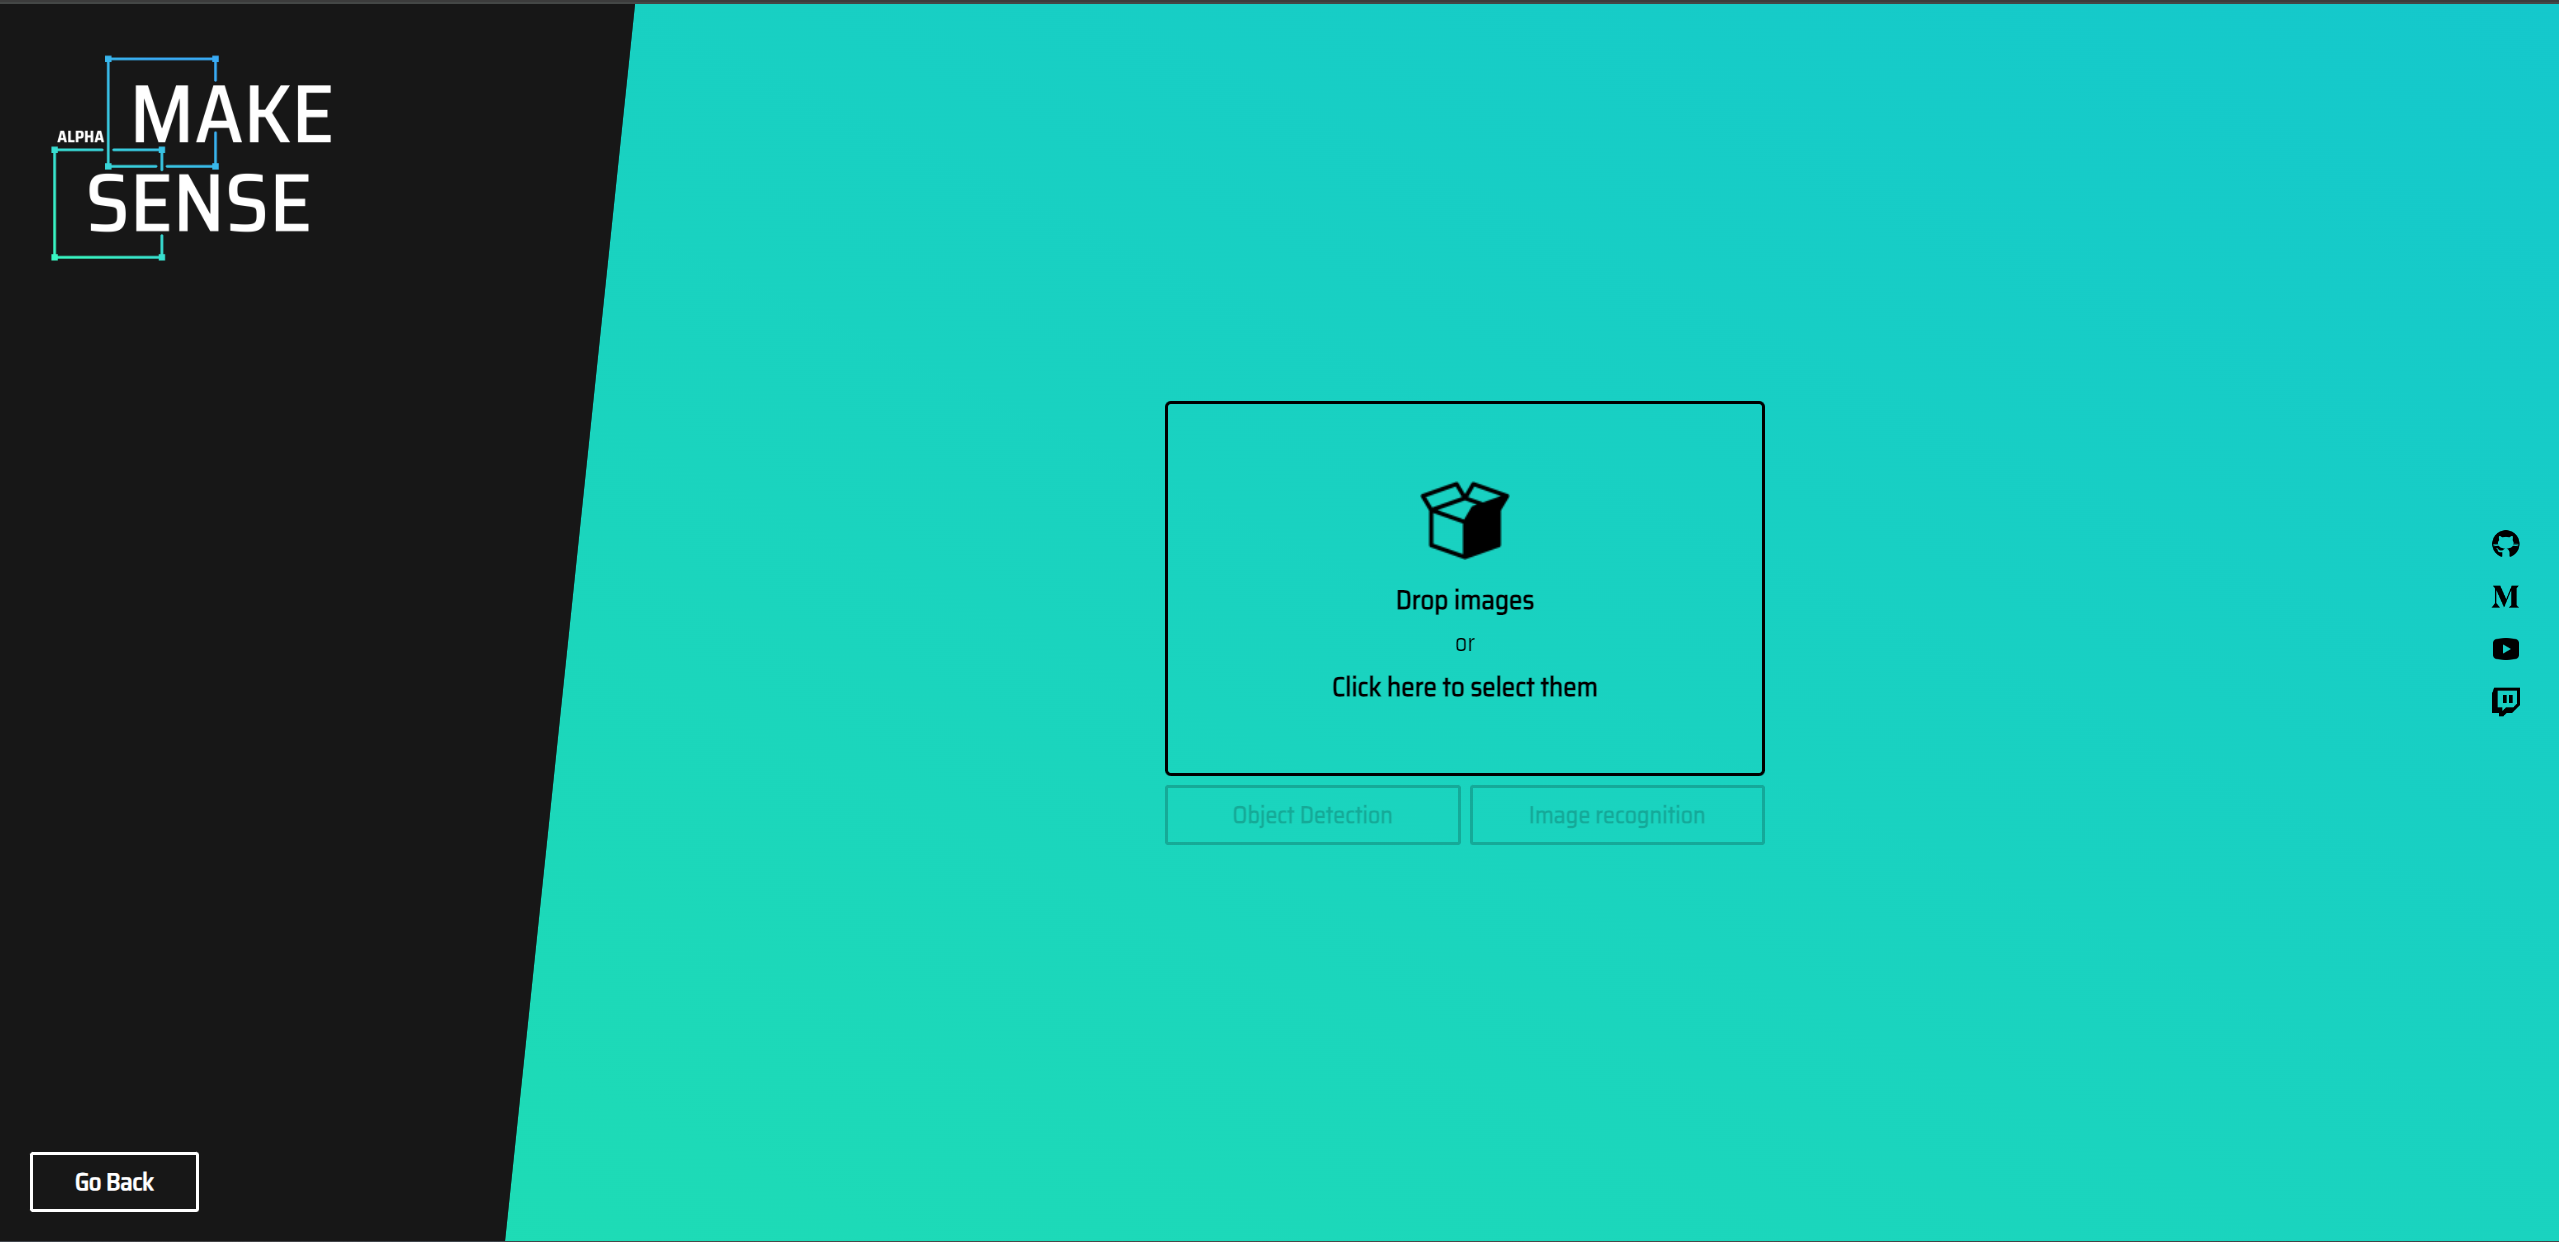 MAKE
ALPHA
SENSE
Drop images
or
Click here to select them
Object Detection
Image recognition
Go Back